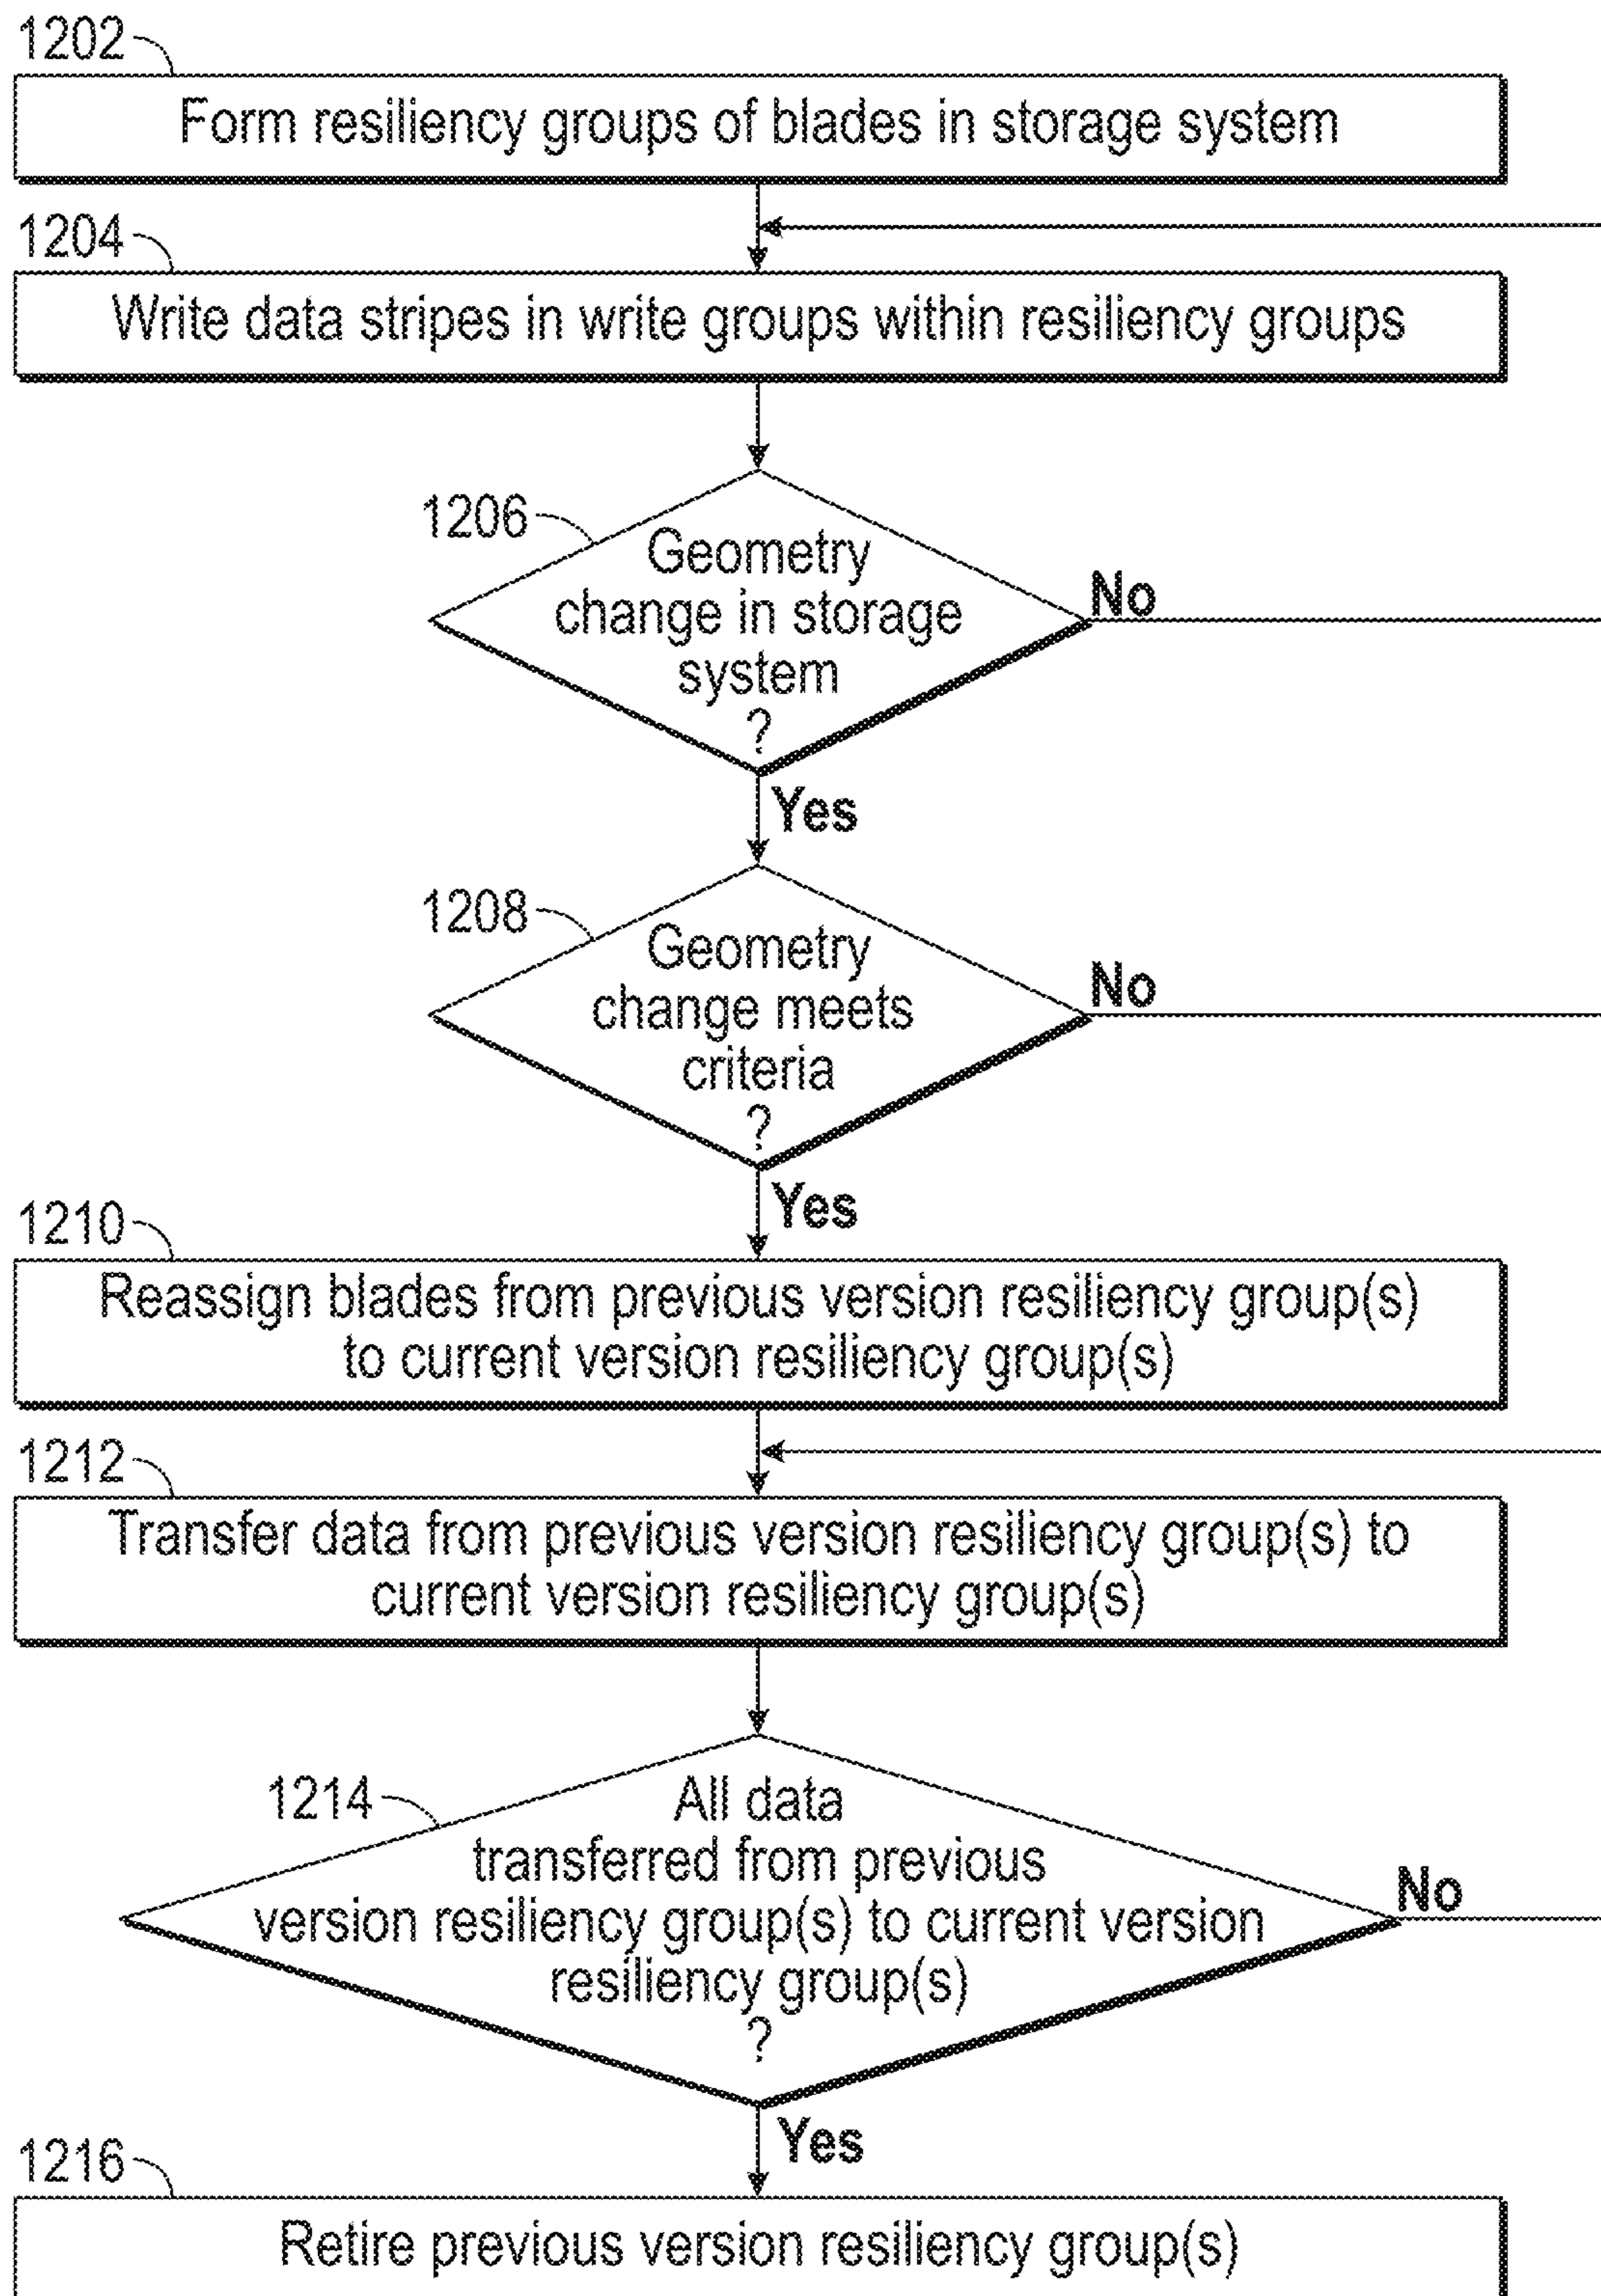 1202
Form resiliency groups of blades in storage system
1204
Write data stripes in write groups within resiliency groups
1206
Geometry
change in storage
system
?
No
Yes
1208
Geometry
change meets
criteria
?
No
Yes
1210
Reassign blades from previous version resiliency group(s)
to current version resiliency group(s)
1212
Transfer data from previous version resiliency group(s) to
current version resiliency group(s)
1214
All data
transferred from previous
version resiliency group(s) to current version
resiliency group(s)
?
No
Yes
1216
Retire previous version resiliency group(s)